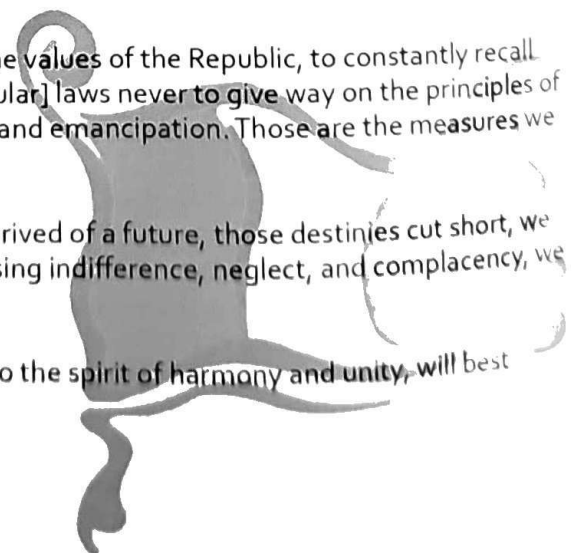 e values of the Republic, to constantly recall
ular] laws never to give way on the principles of
and emancipation. Those are the measures we
rived of a future, those destinies cut short, we
sing indifference, neglect, and complacency, we
o the spirit of harmony and unity, will best